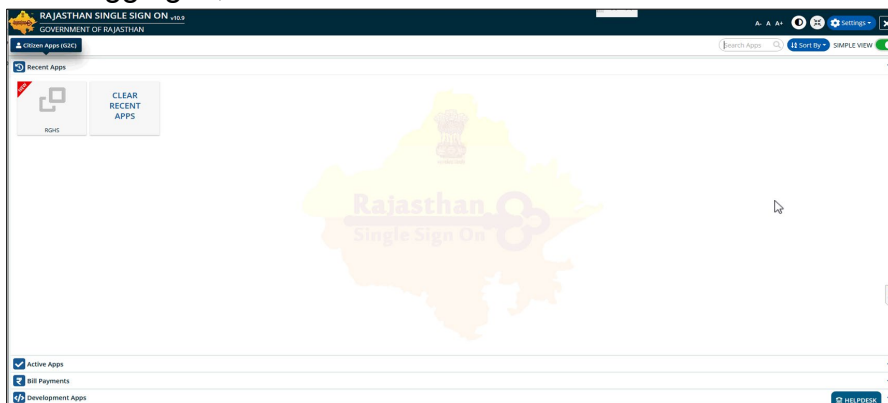 RAJASTHAN SINGLE SIGN ON v10.9
GOVERNMENT OF RAJASTHAN
A- A A+
Settings
Citizen Apps (G2C)
Search Apps
Sort By
SIMPLE VIEW
Recent Apps
NEW
RGHS
CLEAR
RECENT
APPS
Rajasthan
Single Sign On
Active Apps
Bill Payments
Development Apps
HELPDESK